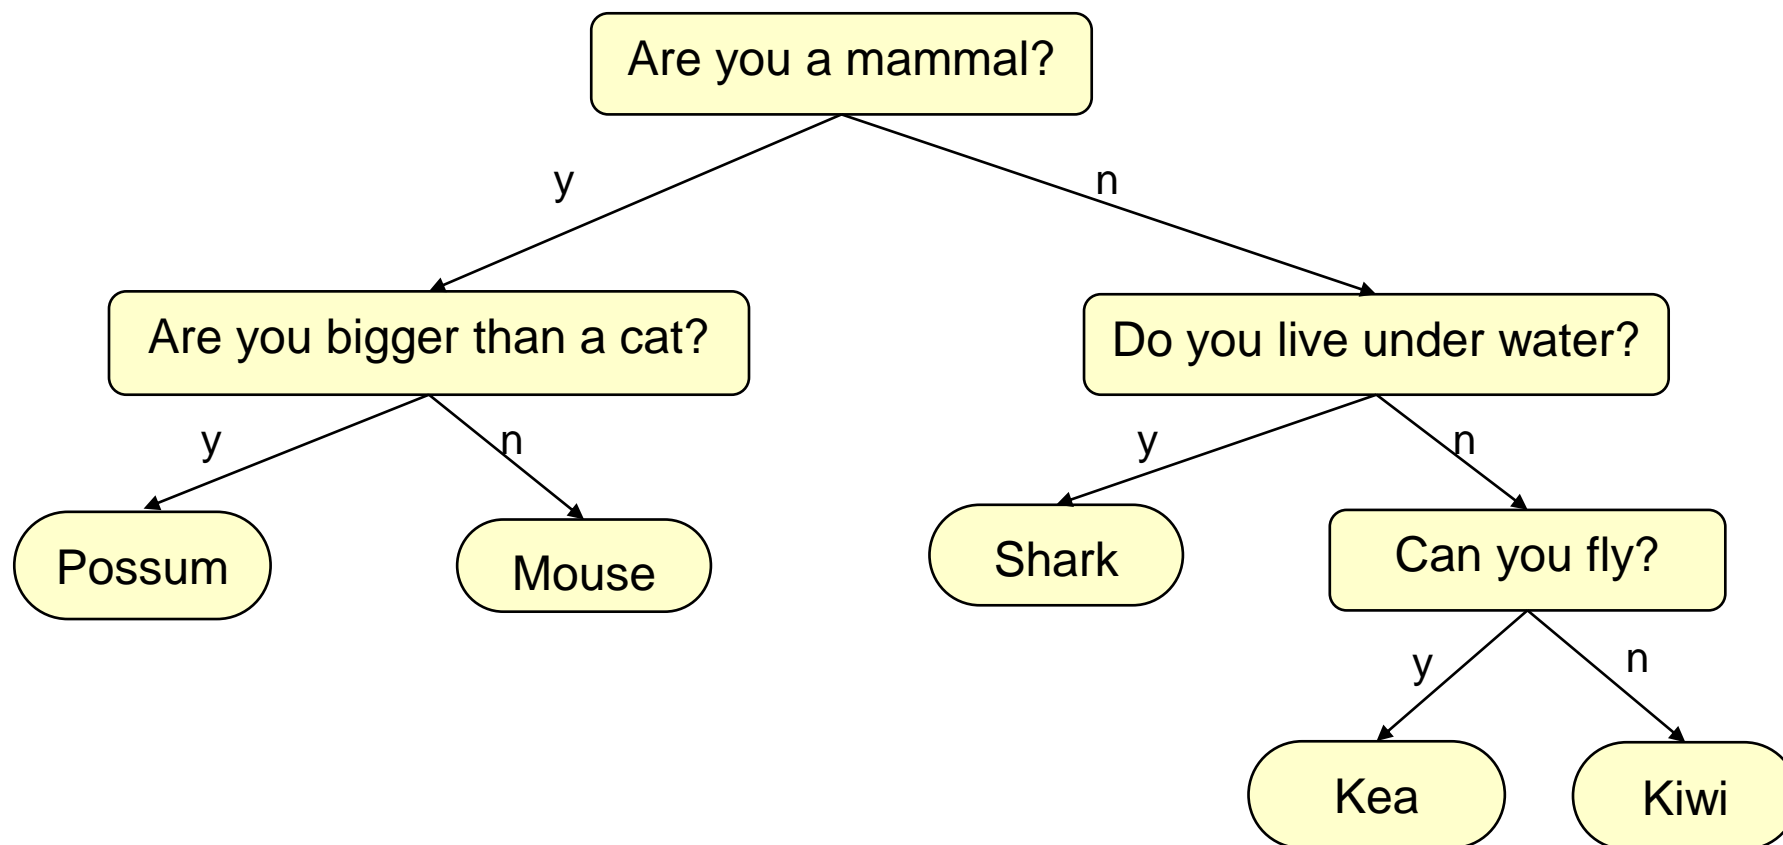 Are you a mammal?
y
n
Are you bigger than a cat?
Do you live under water?
y
n
y
n
Possum
Mouse
Shark
Can you fly?
y
n
Kea
Kiwi